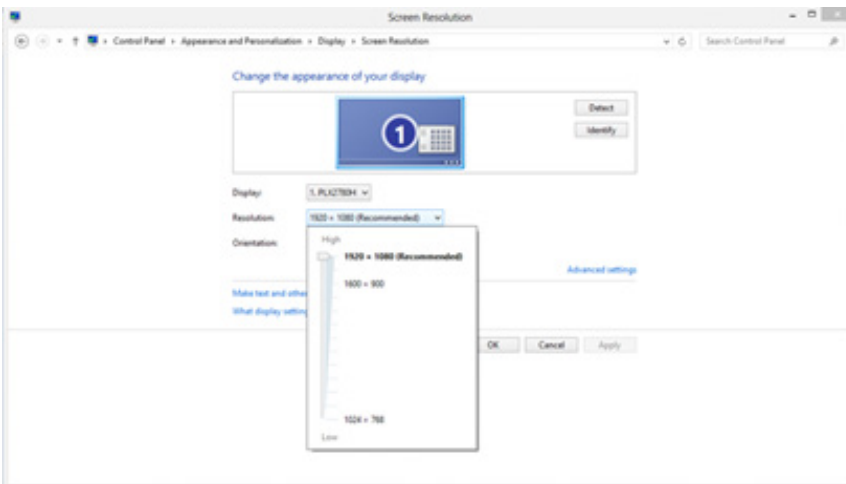 Screen Resolution
Control Panel › Appearance and Personalization › Display › Screen Resolution
Search Control Panel
Change the appearance of your display
1
Detect
Identify
Display:
1. PLX2780H
Resolution:
1920 × 1080 (Recommended)
Orientation:
High
1920 × 1080 (Recommended)
1600 × 900
1024 × 768
Low
Advanced settings
Make text and other
What display setting
OK
Cancel
Apply